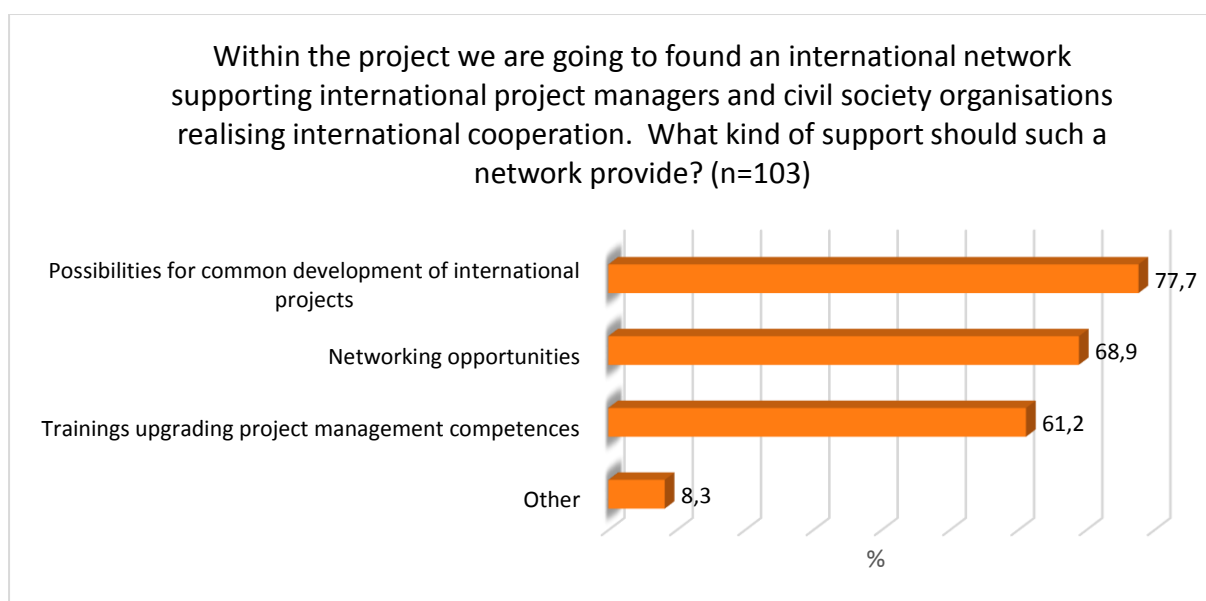 Within the project we are going to found an international network
supporting international project managers and civil society organisations
realising international cooperation.  What kind of support should such a
network provide? (n=103)
Possibilities for common development of international
projects
77,7
Networking opportunities
68,9
Trainings upgrading project management competences
61,2
Other
8,3
%